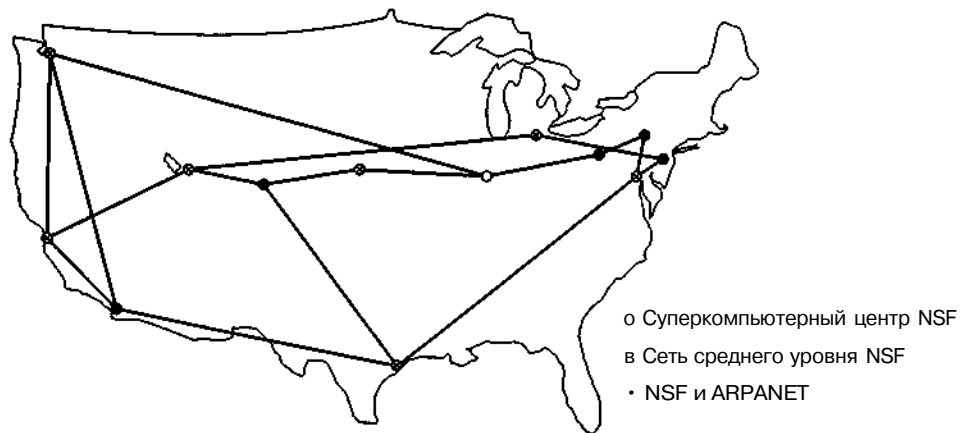 о Суперкомпьютерный центр NSF
в Сеть среднего уровня NSF
• NSF и ARPANET